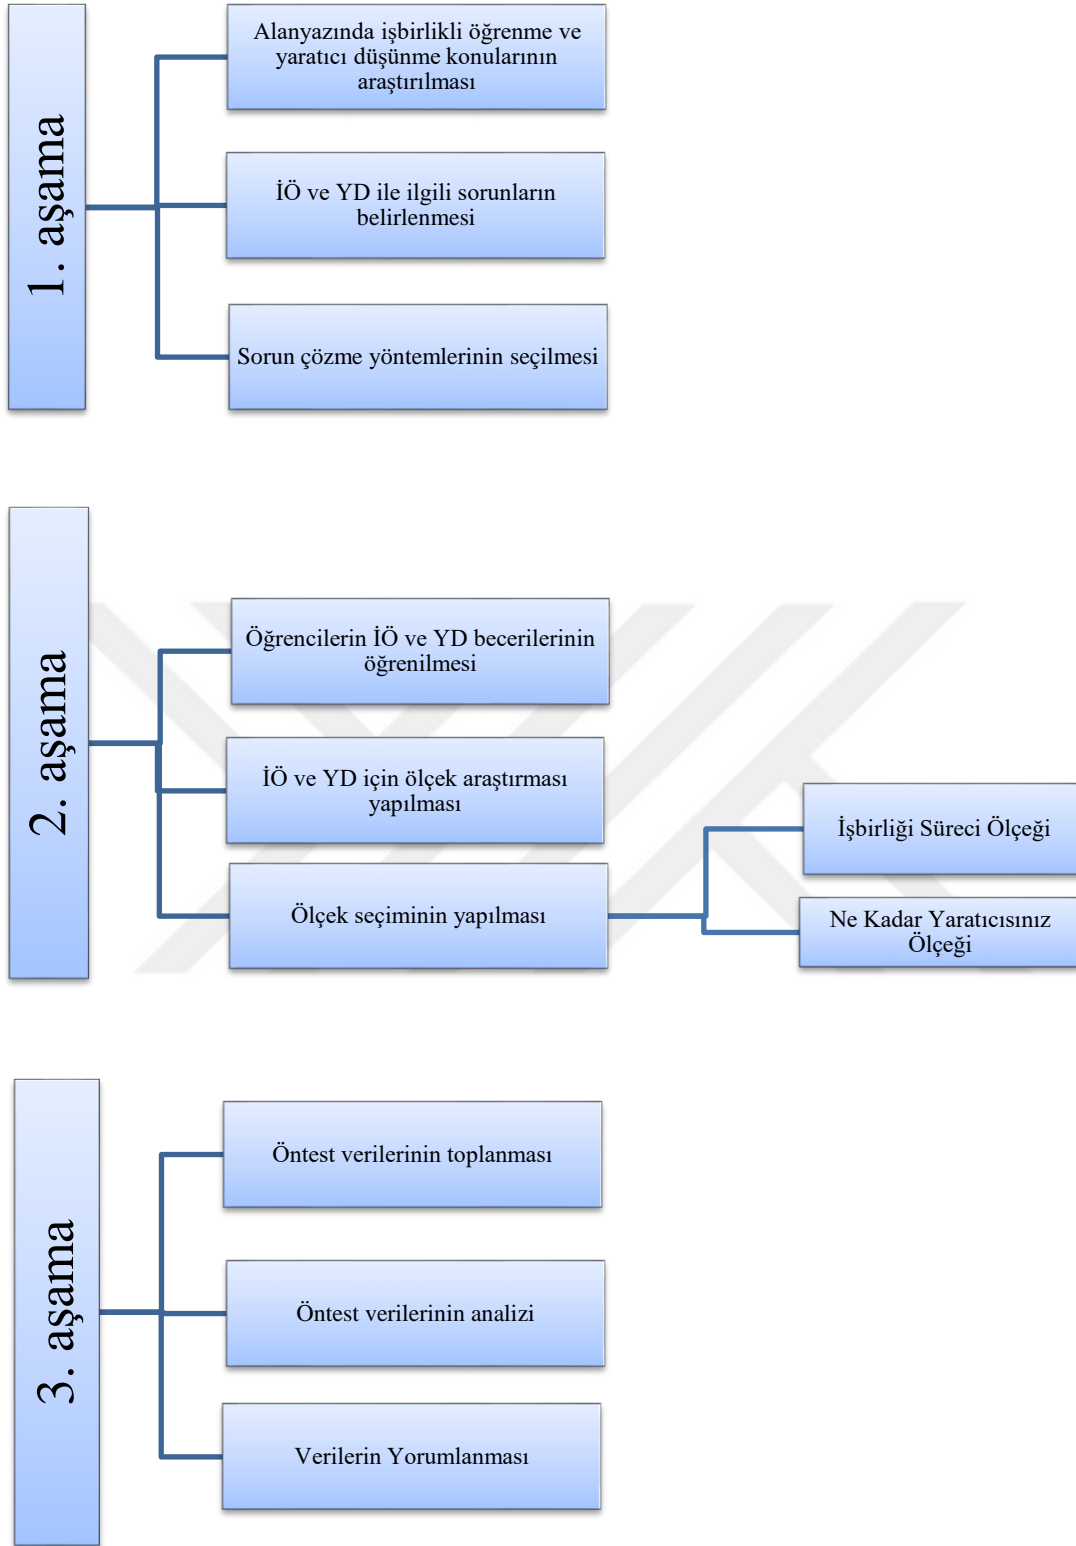 1. aşama
Alanyazında işbirlikli öğrenme ve
yaratıcı düşünme konularının
araştırılması
İÖ ve YD ile ilgili sorunların
belirlenmesi
Sorun çözme yöntemlerinin seçilmesi
2. aşama
Öğrencilerin İÖ ve YD becerilerinin
öğrenilmesi
İÖ ve YD için ölçek araştırması
yapılması
Ölçek seçiminin yapılması
İşbirliği Süreci Ölçeği
Ne Kadar Yaratıcısınız
Ölçeği
3. aşama
Öntest verilerinin toplanması
Öntest verilerinin analizi
Verilerin Yorumlanması